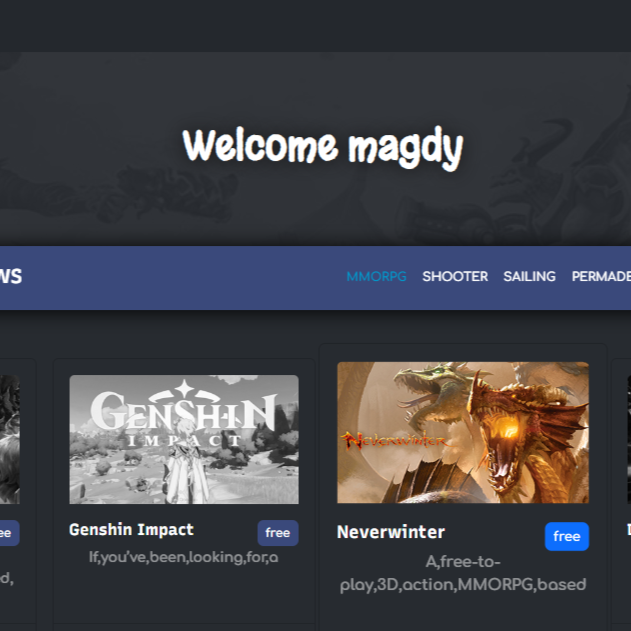 Welcome magdy
WS
MMORPG SHOOTER SAILING PERMADE
GENSHIN
IMPACT
NEVERWINTER
Genshin Impact free
If,you've,been,looking,for,a
Neverwinter free
A,free-to-
play,3D,action,MMORPG,based
ee
ed,